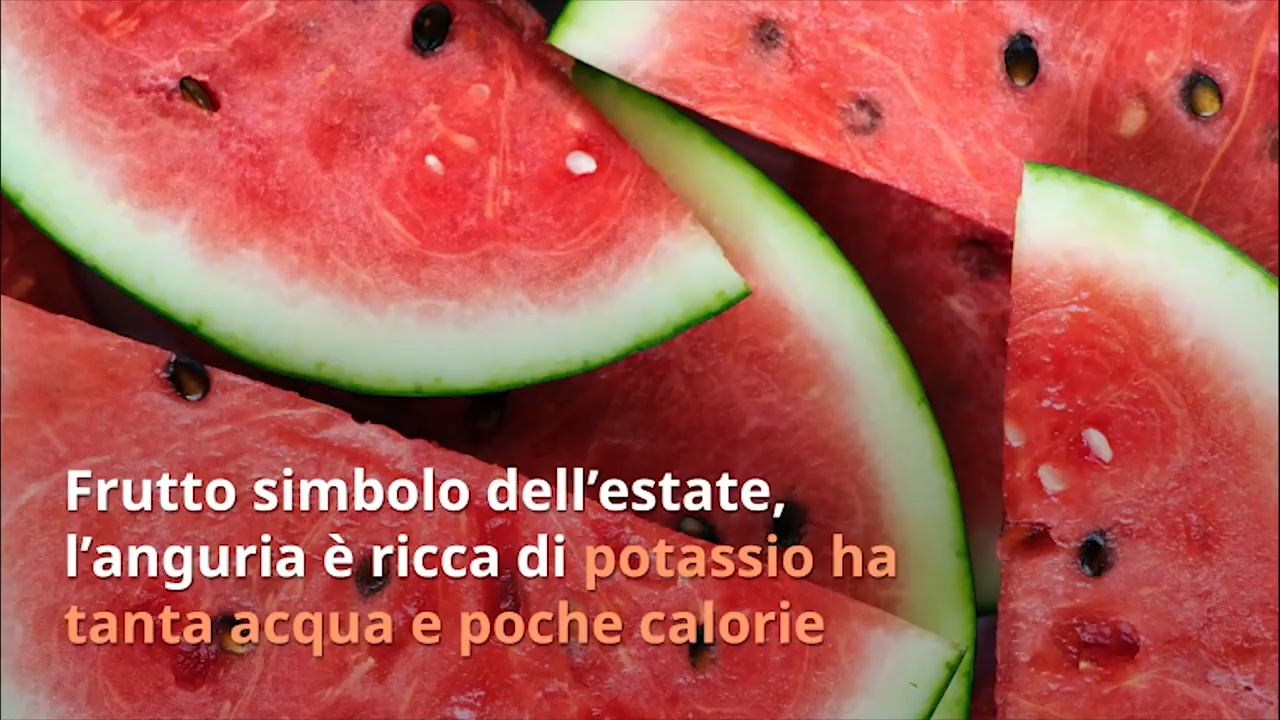 Frutto simbolo dell’estate,
l’anguria è ricca di potassio ha
tanta acqua e poche calorie